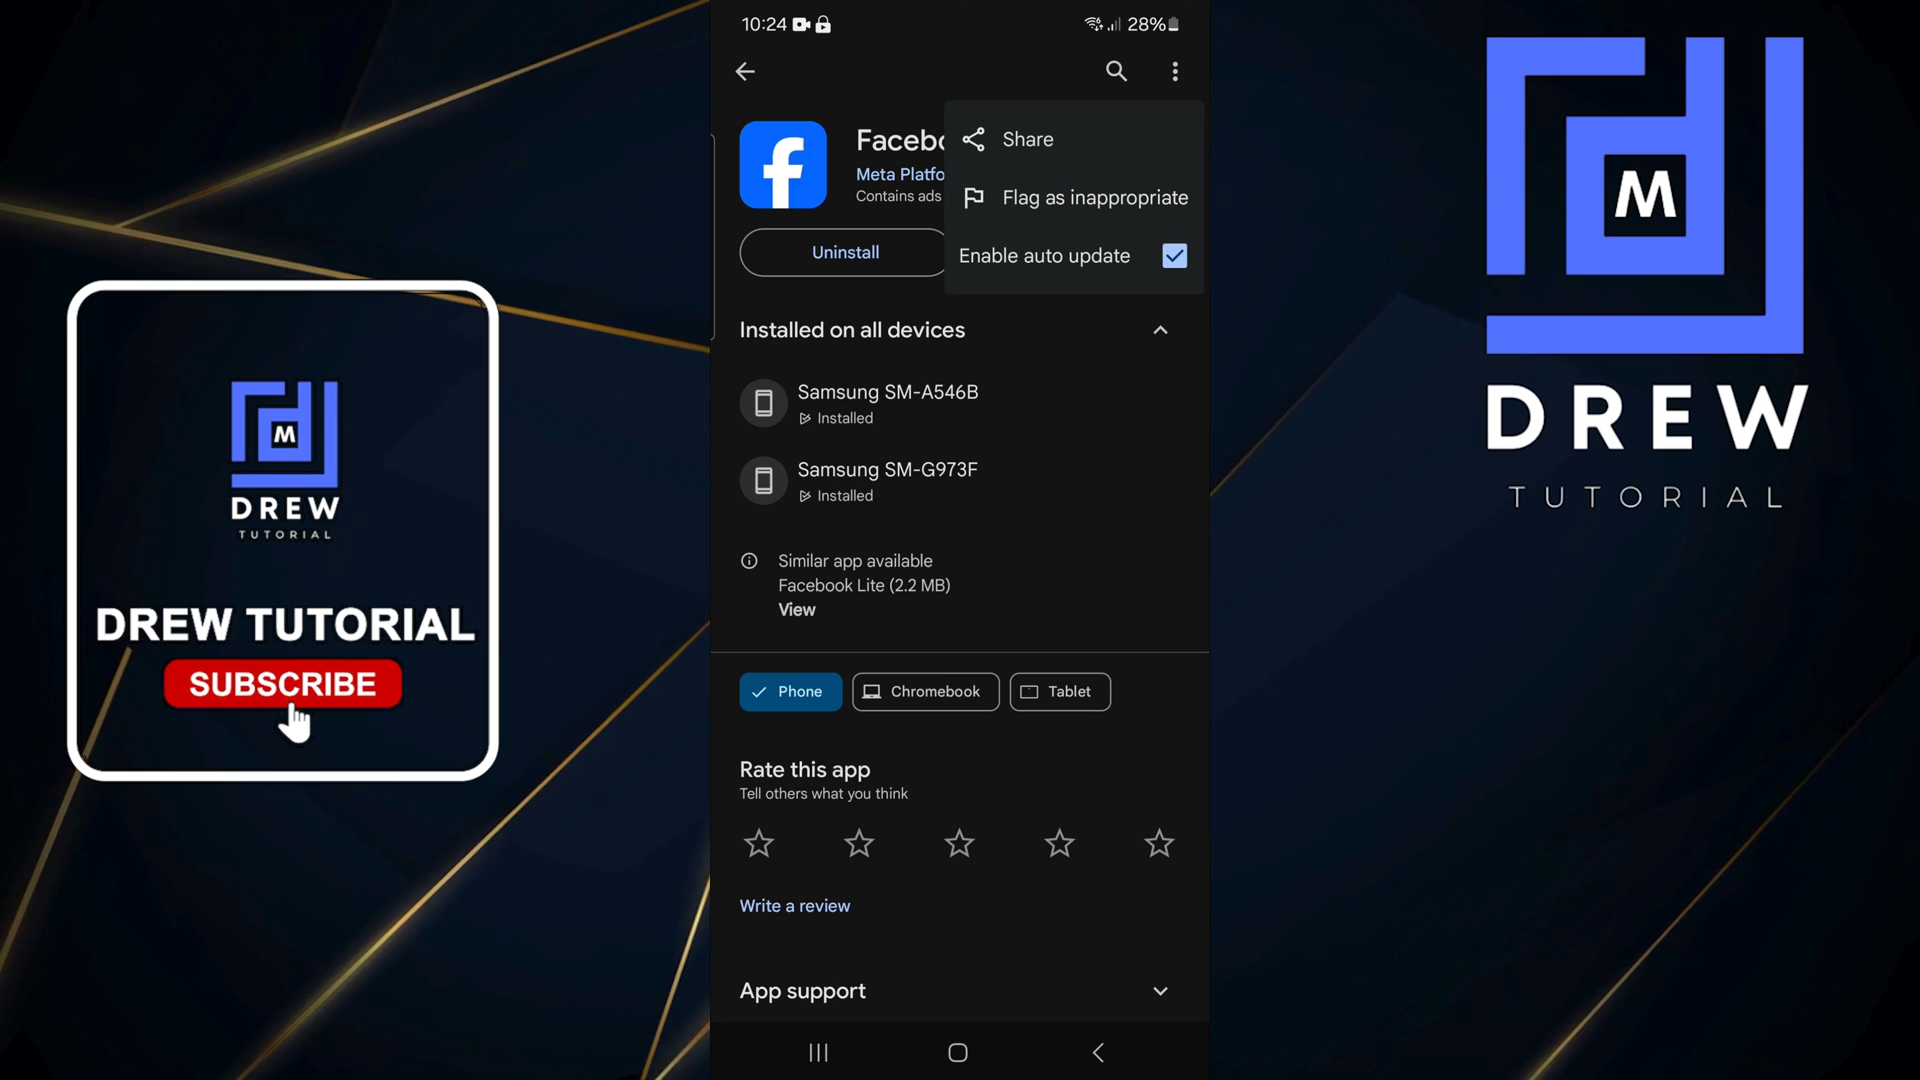 10:24
28%
Facebo
Meta Platfo
Contains ads
Share
Flag as inappropriate
Enable auto update
Uninstall
Installed on all devices
Samsung SM-A546B
Installed
Samsung SM-G973F
Installed
Similar app available
Facebook Lite (2.2 MB)
View
Phone
Chromebook
Tablet
Rate this app
Tell others what you think
Write a review
App support
M
DREW
TUTORIAL
DREW TUTORIAL
SUBSCRIBE
M
DREW
TUTORIAL